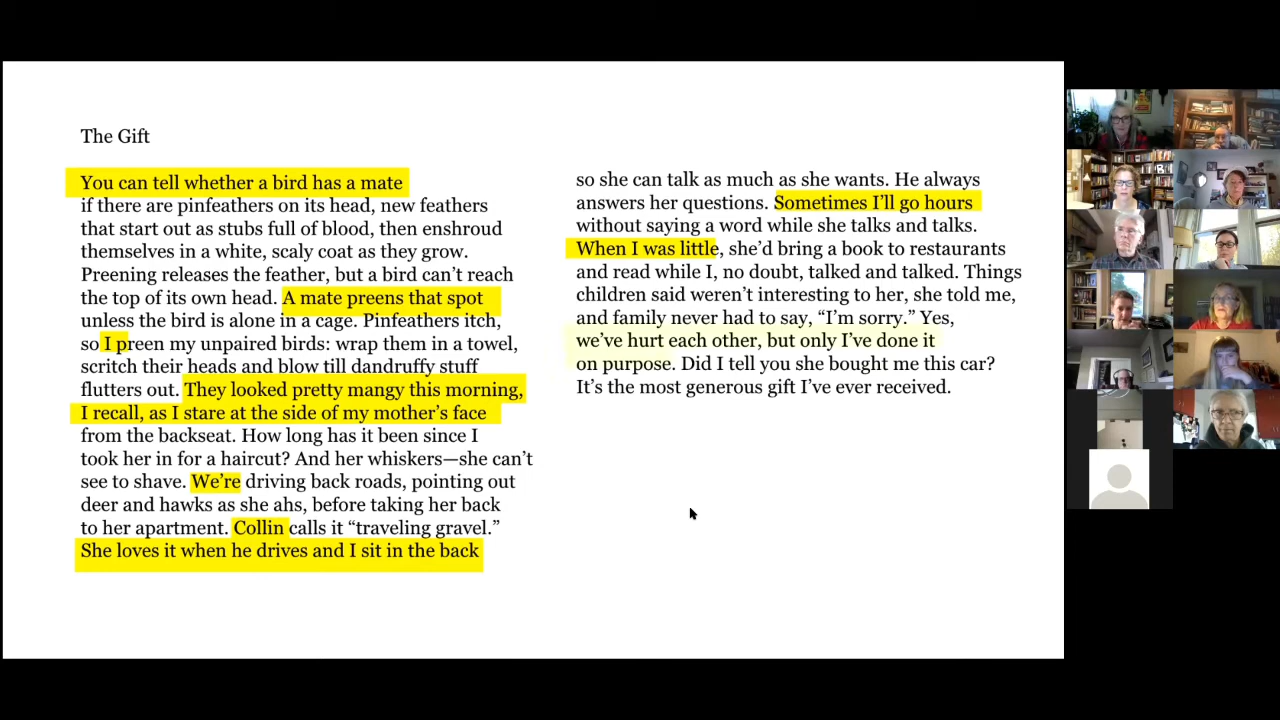 The Gift
You can tell whether a bird has a mate
if there are pinfeathers on its head, new feathers
that start out as stubs full of blood, then enshroud
themselves in a white, scaly coat as they grow.
Preening releases the feather, but a bird can’t reach
the top of its own head. A mate preens that spot
unless the bird is alone in a cage. Pinfeathers itch,
so I preen my unpaired birds: wrap them in a towel,
scritch their heads and blow till dandruffy stuff
flutters out. They looked pretty mangy this morning,
I recall, as I stare at the side of my mother’s face
from the backseat. How long has it been since I
took her in for a haircut? And her whiskers—she can’t
see to shave. We’re driving back roads, pointing out
deer and hawks as she ahs, before taking her back
to her apartment. Collin calls it “traveling gravel.”
She loves it when he drives and I sit in the back
so she can talk as much as she wants. He always
answers her questions. Sometimes I’ll go hours
without saying a word while she talks and talks.
When I was little, she’d bring a book to restaurants
and read while I, no doubt, talked and talked. Things
children said weren’t interesting to her, she told me,
and family never had to say, “I’m sorry.” Yes,
we’ve hurt each other, but only I’ve done it
on purpose. Did I tell you she bought me this car?
It’s the most generous gift I’ve ever received.